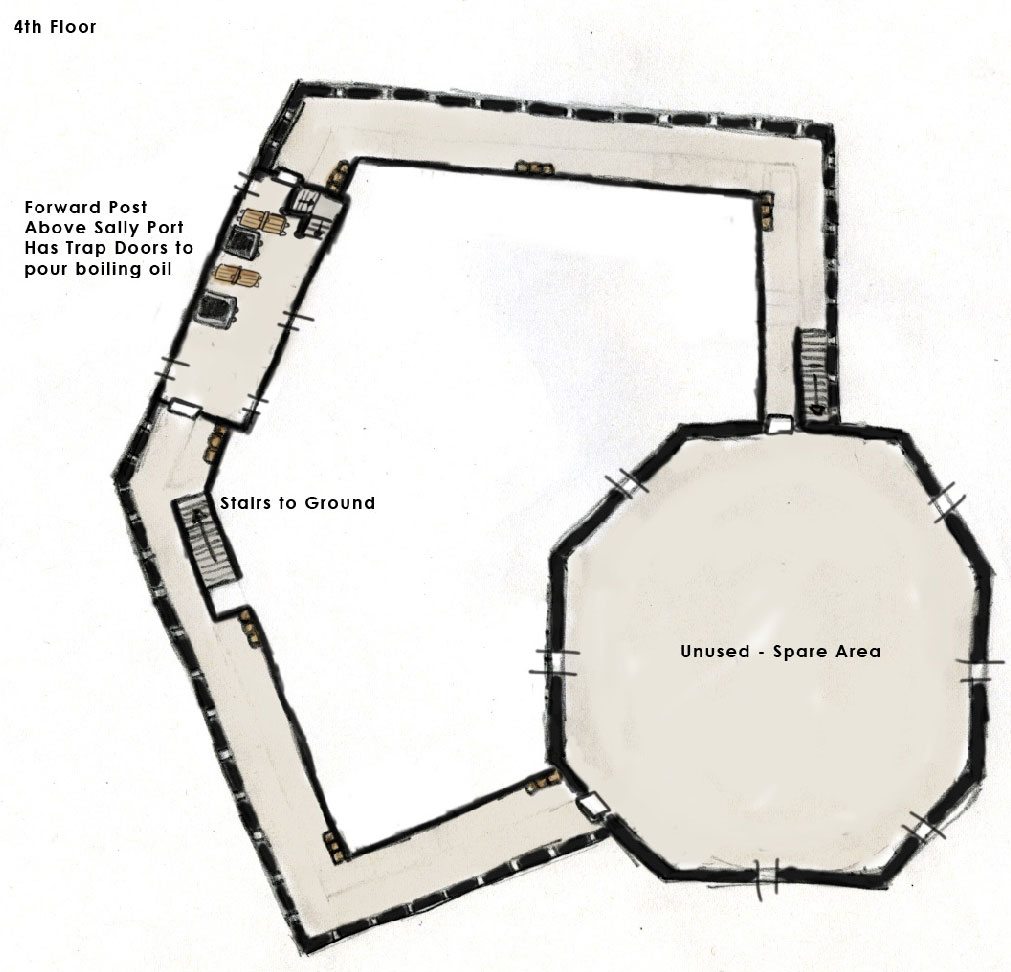 4th Floor
Forward Post
Above Sally Port
Has Trap Doors to
pour boiling oil
Stairs to Ground
Unused - Spare Area